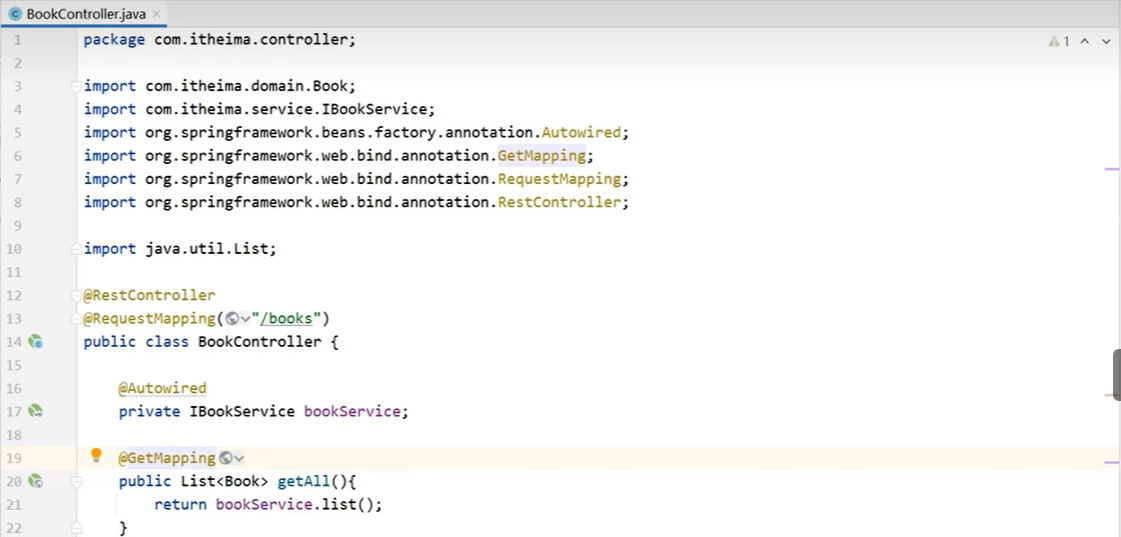 BookController.java
1 package com.itheima.controller;
1
2
3 import com.itheima.domain.Book;
4 import com.itheima.service.IBookService;
5 import org.springframework.beans.factory.annotation.Autowired;
6 import org.springframework.web.bind.annotation.GetMapping;
7 import org.springframework.web.bind.annotation.RequestMapping;
8 import org.springframework.web.bind.annotation.RestController;
9
10 import java.util.List;
11
12 @RestController
13 @RequestMapping("/books")
14 public class BookController {
15
16 @Autowired
17 private IBookService bookService;
18
19 @GetMapping
20 public List<Book> getAll(){
21 return bookService.list();
22 }